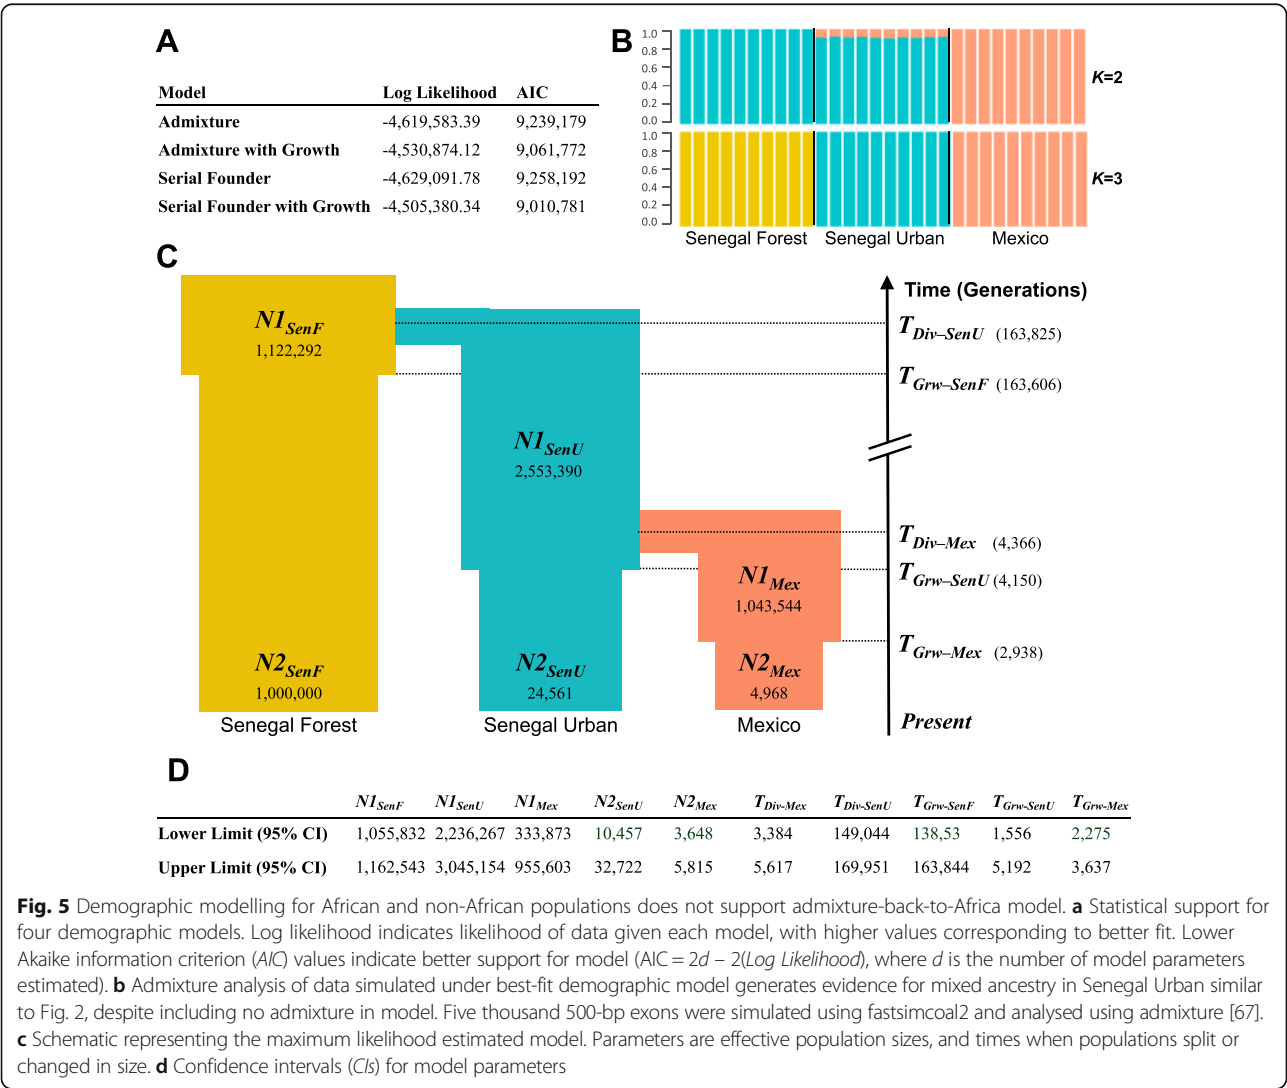 A
Model Log Likelihood AIC
Admixture -4,619,583.39 9,239,179
Admixture with Growth -4,530,874.12 9,061,772
Serial Founder -4,629,091.78 9,258,192
Serial Founder with Growth -4,505,380.34 9,010,781
B
1.0
0.8
0.6
0.4
0.2
0.0
K=2
1.0
0.8
0.6
0.4
0.2
0.0
K=3
Senegal Forest Senegal Urban Mexico
C
N1SenF
1,122,292
N1SenU
2,553,390
N1Mex
1,043,544
N2SenF
1,000,000
N2SenU
24,561
N2Mex
4,968
Senegal Forest Senegal Urban Mexico
Time (Generations)
TDiv–SenU (163,825)
TGrw–SenF (163,606)
TDiv–Mex (4,366)
TGrw–SenU (4,150)
TGrw–Mex (2,938)
Present
D
N1SenF N1SenU N1Mex N2SenU N2Mex TDiv-Mex TDiv-SenU TGrw-SenF TGrw-SenU TGrw-Mex
Lower Limit (95% CI) 1,055,832 2,236,267 333,873 10,457 3,648 3,384 149,044 138,53 1,556 2,275
Upper Limit (95% CI) 1,162,543 3,045,154 955,603 32,722 5,815 5,617 169,951 163,844 5,192 3,637
Fig. 5 Demographic modelling for African and non-African populations does not support admixture-back-to-Africa model. a Statistical support for
four demographic models. Log likelihood indicates likelihood of data given each model, with higher values corresponding to better fit. Lower
Akaike information criterion (AIC) values indicate better support for model (AIC = 2d – 2(Log Likelihood), where d is the number of model parameters
estimated). b Admixture analysis of data simulated under best-fit demographic model generates evidence for mixed ancestry in Senegal Urban similar
to Fig. 2, despite including no admixture in model. Five thousand 500-bp exons were simulated using fastsimcoal2 and analysed using admixture [67].
c Schematic representing the maximum likelihood estimated model. Parameters are effective population sizes, and times when populations split or
changed in size. d Confidence intervals (CIs) for model parameters